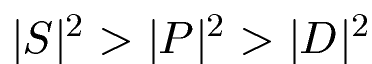 |S|² > |P|² > |D|²